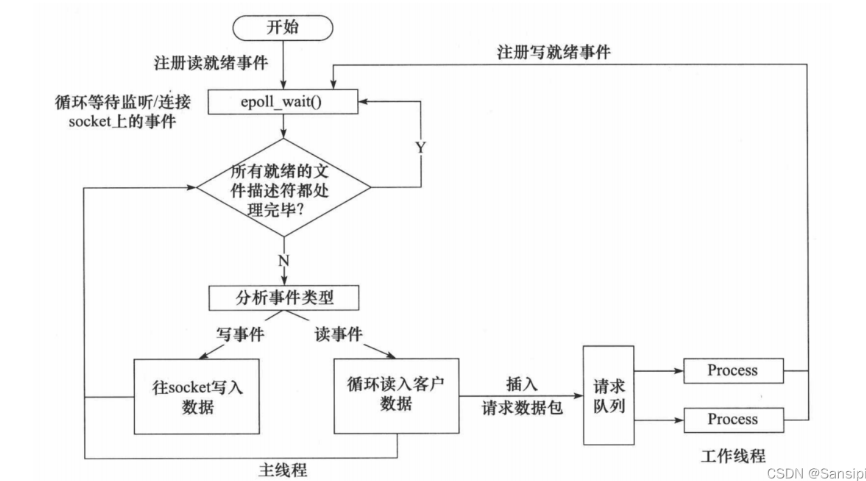 开始
注册读就绪事件
注册写就绪事件
循环等待监听/连接
socket上的事件
epoll_wait()
Y
所有就绪的文
件描述符都处
理完毕?
N
分析事件类型
写事件
读事件
往socket写入
数据
循环读入客户
数据
插入
请求数据包
请求
队列
Process
Process
主线程
工作线程
CSDN @Sansipi